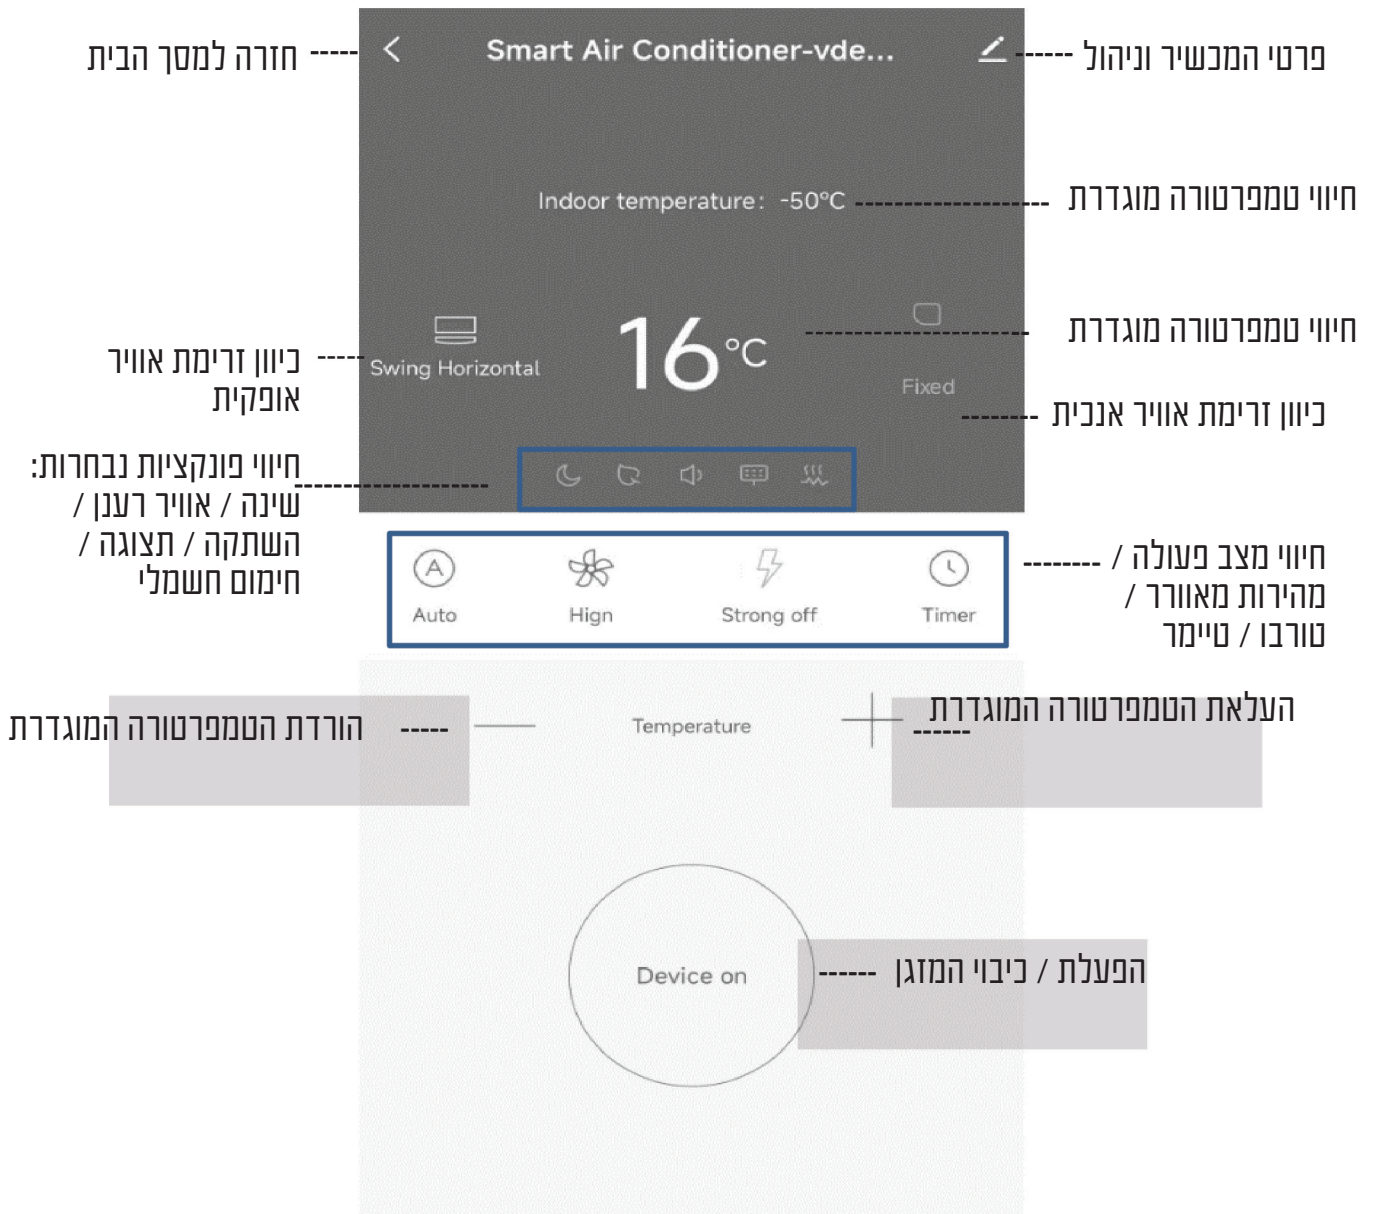 חזרה למסך הבית
Smart Air Conditioner-vde...
פרטי המכשיר וניהול
Indoor temperature: -50°C
חיווי טמפרטורה מוגדרת
16°C
חיווי טמפרטורה מוגדרת
Swing Horizontal
כיוון זרימת אוויר
אופקית
Fixed
כיוון זרימת אוויר אנכית
חיווי פונקציות נבחרות:
שינה / אוויר רענן /
השתקה / תצוגה /
חימום חשמלי
A
Auto
Hign
Strong off
Timer
חיווי מצב פעולה /
מהירות מאוורר /
טורבו / טיימר
הורדת הטמפרטורה המוגדרת
Temperature
העלאת הטמפרטורה המוגדרת
Device on
הפעלת / כיבוי המזגן